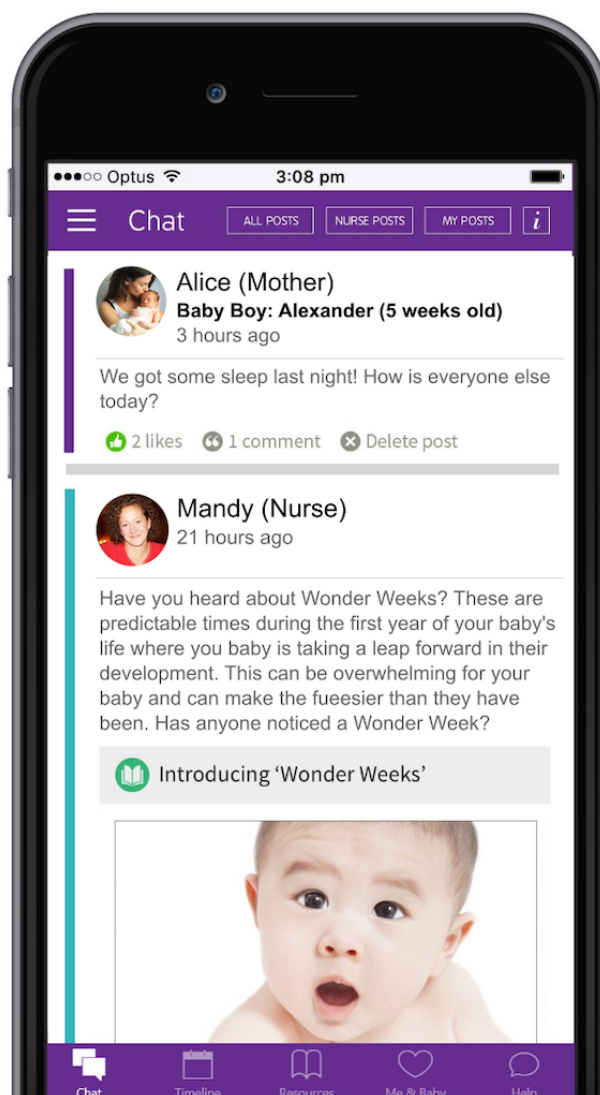 Optus 3:08 pm
Chat ALL POSTS NURSE POSTS MY POSTS i
Alice (Mother)
Baby Boy: Alexander (5 weeks old)
3 hours ago
We got some sleep last night! How is everyone else
today?
2 likes 1 comment Delete post
Mandy (Nurse)
21 hours ago
Have you heard about Wonder Weeks? These are
predictable times during the first year of your baby's
life where you baby is taking a leap forward in their
development. This can be overwhelming for your
baby and can make the fueesier than they have
been. Has anyone noticed a Wonder Week?
Introducing ‘Wonder Weeks’
Chat Timeline Resources Me & Baby Help